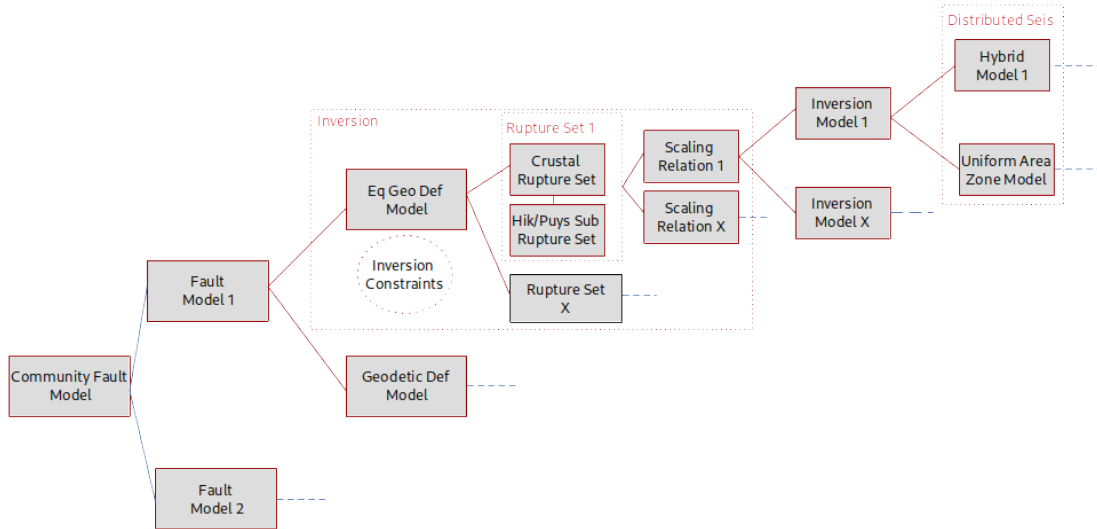 Distributed Seis
Hybrid
Model 1
Inversion
Model 1
Uniform Area
Zone Model
Inversion
Rupture Set 1
Crustal
Rupture Set
Scaling
Relation 1
Eq Geo Def
Model
Hik/Puys Sub
Rupture Set
Scaling
Relation X
Inversion
Model X
Inversion
Constraints
Rupture Set
X
Fault
Model 1
Community Fault
Model
Geodetic Def
Model
Fault
Model 2